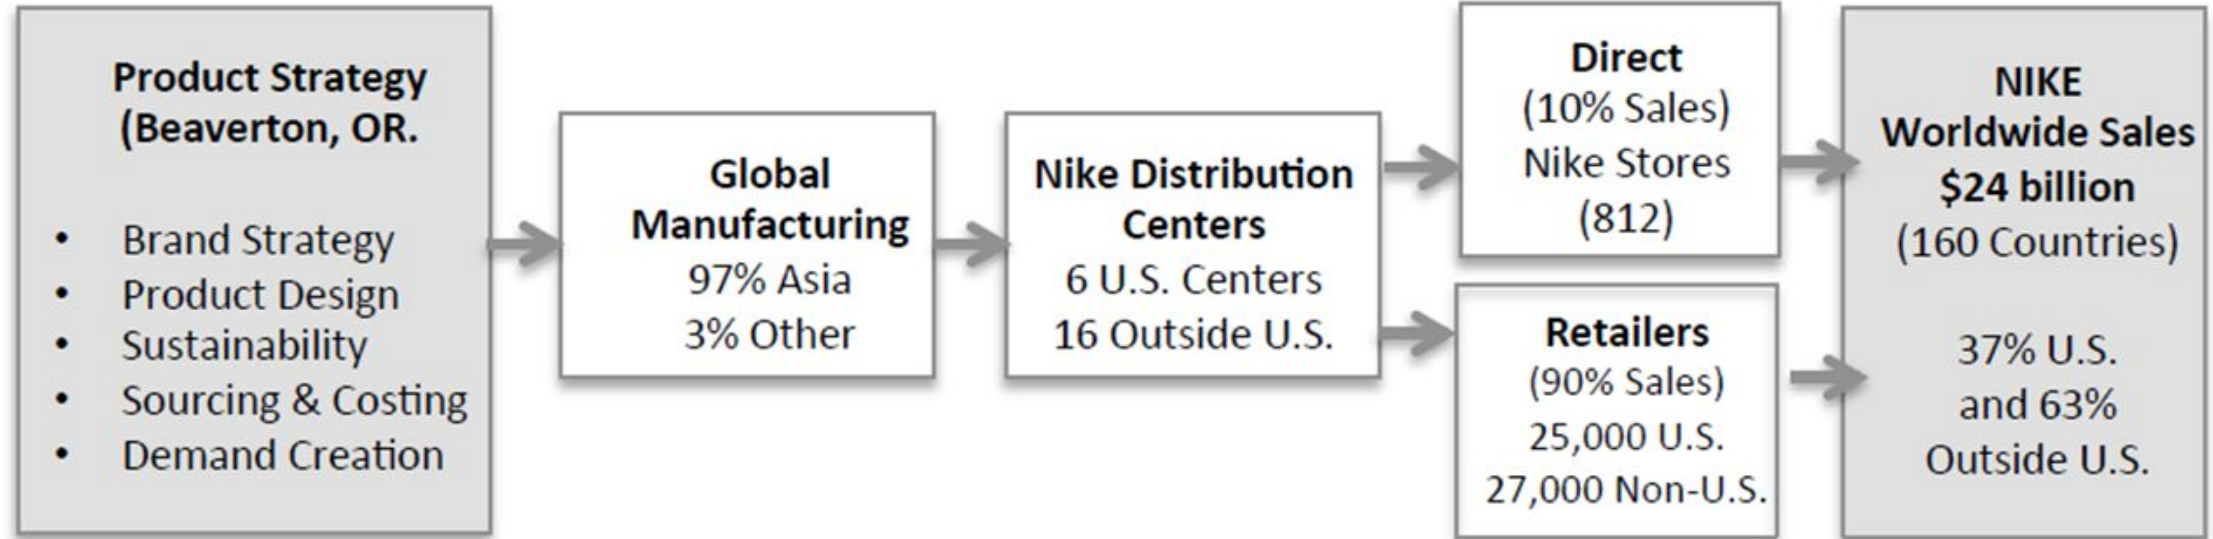 Product Strategy
(Beaverton, OR.
• Brand Strategy
• Product Design
• Sustainability
• Sourcing & Costing
• Demand Creation
Global
Manufacturing
97% Asia
3% Other
Nike Distribution
Centers
6 U.S. Centers
16 Outside U.S.
Direct
(10% Sales)
Nike Stores
(812)
Retailers
(90% Sales)
25,000 U.S.
27,000 Non-U.S.
NIKE
Worldwide Sales
$24 billion
(160 Countries)
37% U.S.
and 63%
Outside U.S.